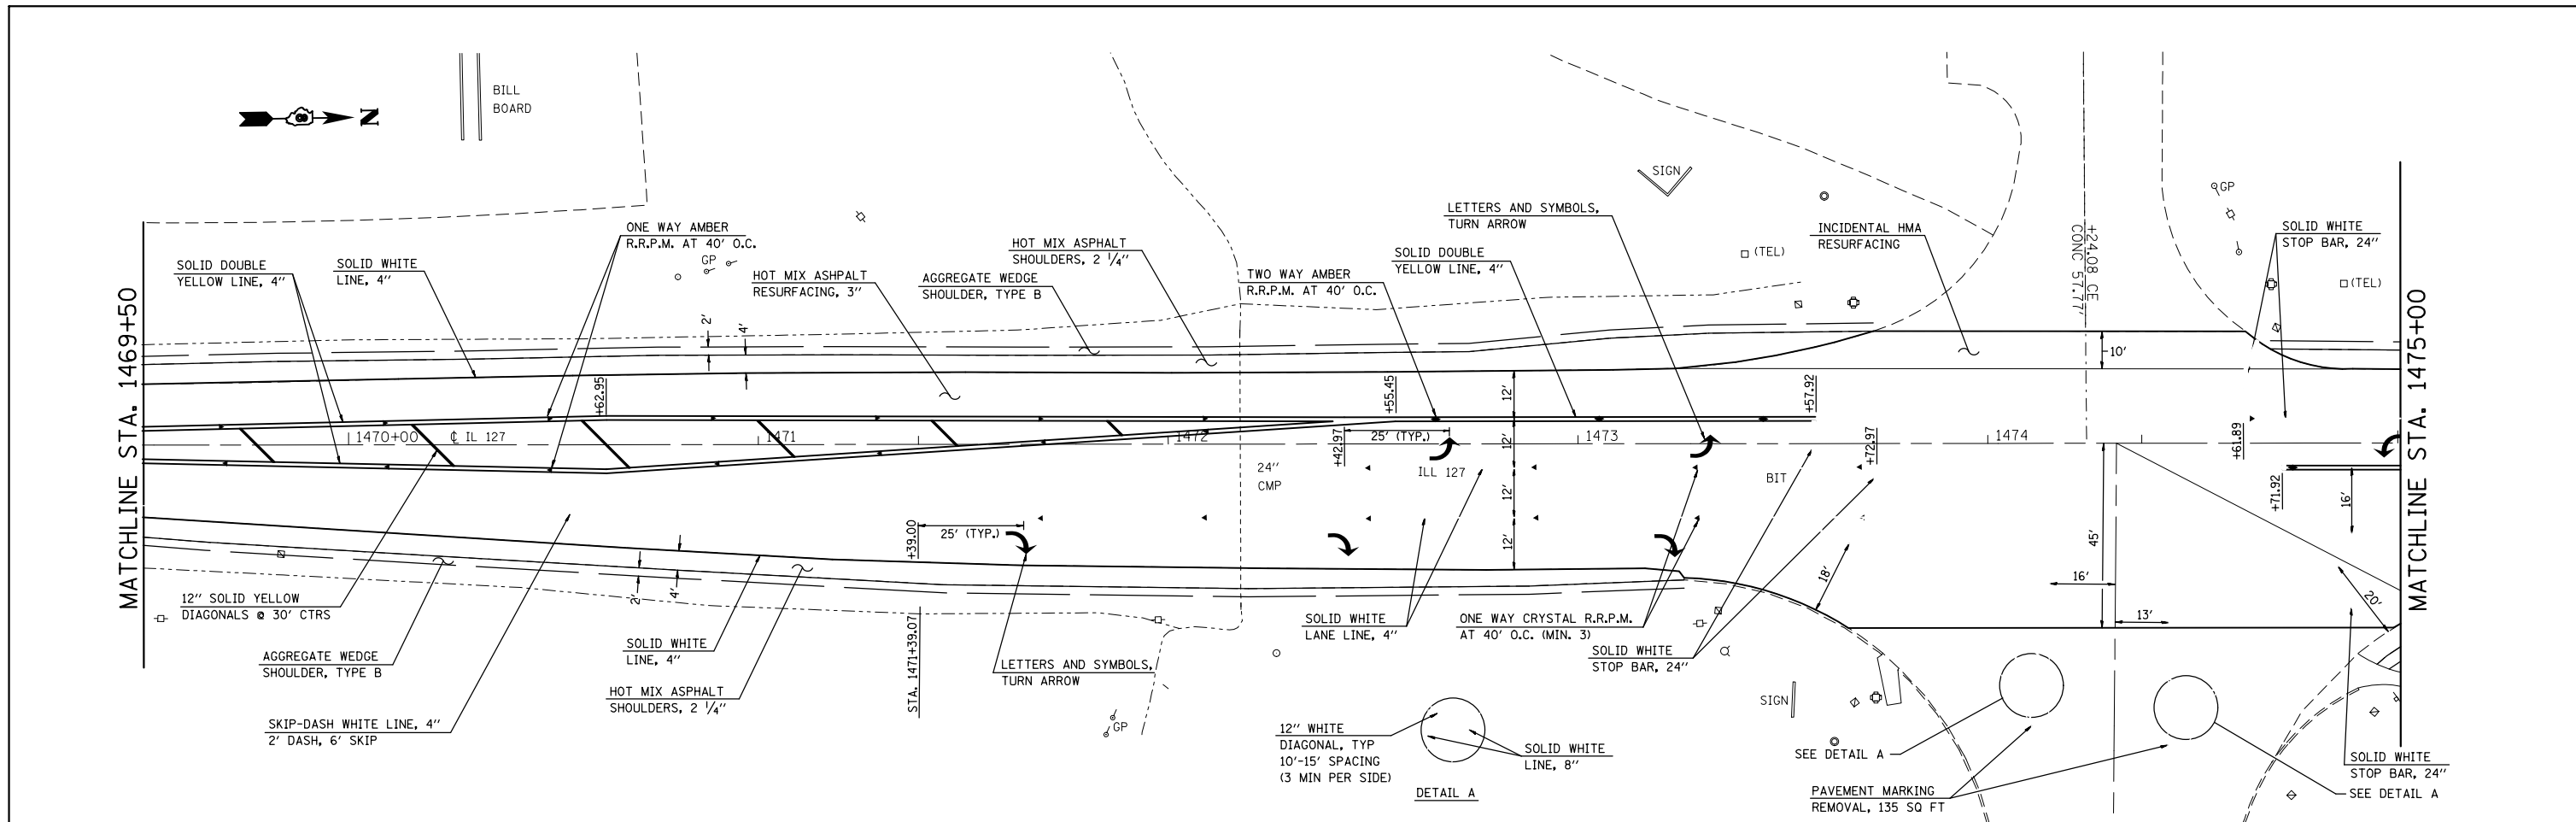 BILL
BOARD
N
SIGN
GP
ONE WAY AMBER
R.R.P.M. AT 40' O.C.
GP
SOLID DOUBLE
YELLOW LINE, 4"
SOLID WHITE
LINE, 4"
HOT MIX ASHPALT
RESURFACING, 3"
AGGREGATE WEDGE
SHOULDER, TYPE B
HOT MIX ASPHALT
SHOULDERS, 2 1/4"
TWO WAY AMBER
R.R.P.M. AT 40' O.C.
LETTERS AND SYMBOLS,
TURN ARROW
SOLID DOUBLE
YELLOW LINE, 4"
(TEL)
INCIDENTAL HMA
RESURFACING
+24.08 CE
CONC 57.77'
SOLID WHITE
STOP BAR, 24"
(TEL)
MATCHLINE STA. 1469+50
MATCHLINE STA. 1475+00
2'
4'
10'
+62.95
+55.45
12'
+57.92
1470+00
℄ IL 127
1471
1472
25' (TYP.)
+42.97
12'
1473
+72.97
1474
+61.89
24"
CMP
ILL 127
12'
BIT
+71.92
16'
+39.00
25' (TYP.)
12'
45'
18'
16'
13'
20'
2'
4'
12" SOLID YELLOW
DIAGONALS @ 30' CTRS
AGGREGATE WEDGE
SHOULDER, TYPE B
SKIP-DASH WHITE LINE, 4"
2' DASH, 6' SKIP
SOLID WHITE
LINE, 4"
HOT MIX ASPHALT
SHOULDERS, 2 1/4"
STA. 1471+39.07
LETTERS AND SYMBOLS,
TURN ARROW
GP
SOLID WHITE
LANE LINE, 4"
ONE WAY CRYSTAL R.R.P.M.
AT 40' O.C. (MIN. 3)
SOLID WHITE
STOP BAR, 24"
SIGN
12" WHITE
DIAGONAL, TYP
10'-15' SPACING
(3 MIN PER SIDE)
SOLID WHITE
LINE, 8"
DETAIL A
SEE DETAIL A
PAVEMENT MARKING
REMOVAL, 135 SQ FT
SOLID WHITE
STOP BAR, 24"
SEE DETAIL A